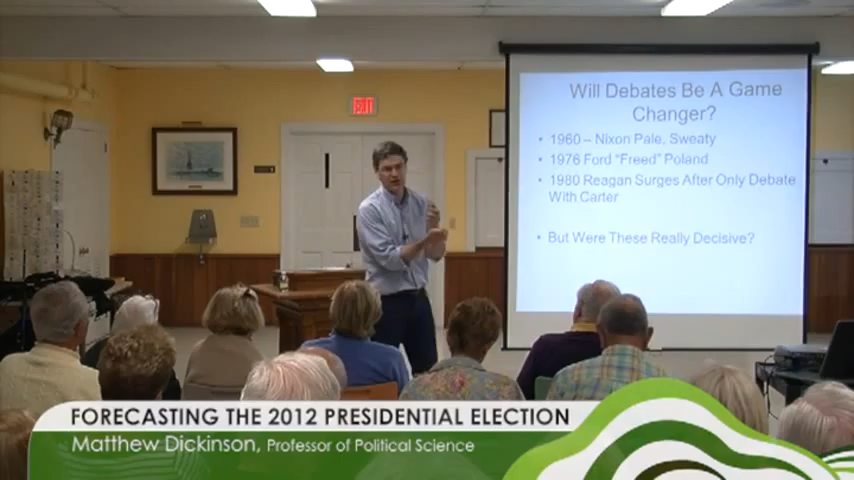 EXIT
Will Debates Be A Game
Changer?
• 1960 – Nixon Pale, Sweaty
• 1976 Ford "Freed" Poland
• 1980 Reagan Surges After Only Debate
With Carter
• But Were These Really Decisive?
FORECASTING THE 2012 PRESIDENTIAL ELECTION
Matthew Dickinson, Professor of Political Science